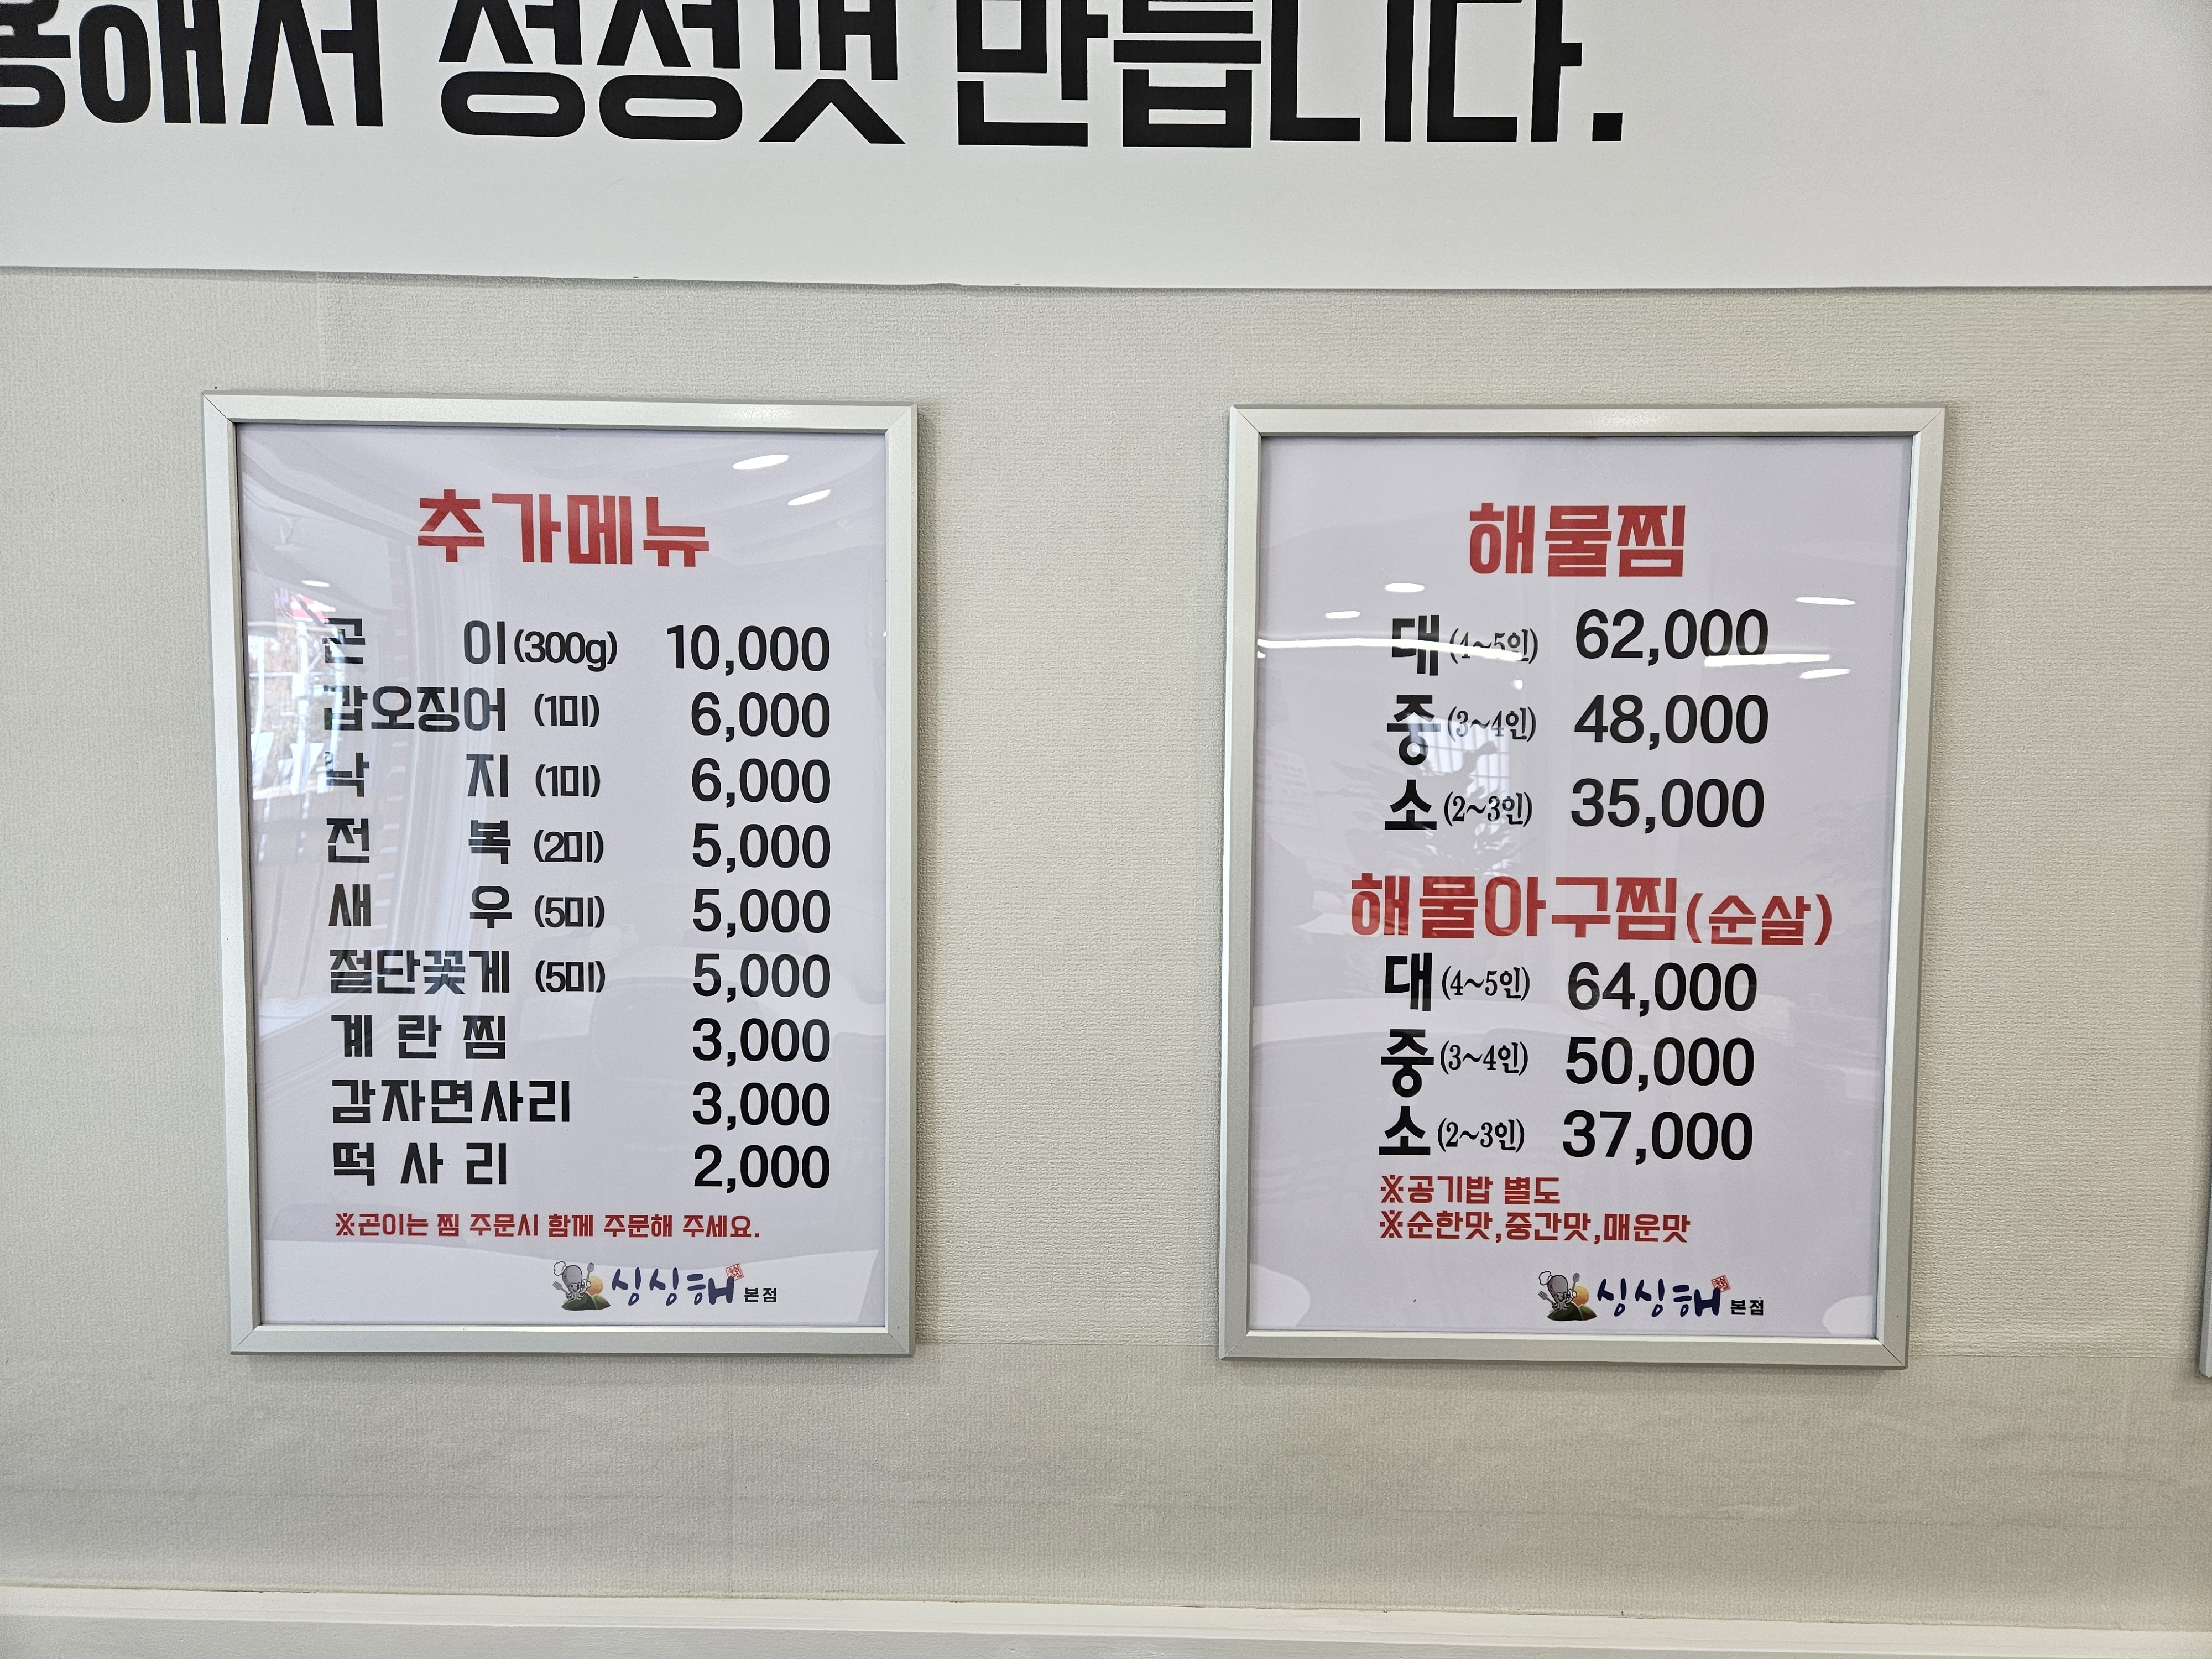 해서 정성껏 만듭니다.
추가메뉴
곤 이(300g) 10,000
갑오징어 (1미) 6,000
낙 지 (1미) 6,000
전 복 (2미) 5,000
새 우 (5미) 5,000
절단꽃게 (5미) 5,000
계 란 찜 3,000
감자면사리 3,000
떡 사 리 2,000
※곤이는 찜 주문시 함께 주문해 주세요.
싱싱해 본점
해물찜
대 (4~5인) 62,000
중 (3~4인) 48,000
소 (2~3인) 35,000
해물아구찜(순살)
대 (4~5인) 64,000
중 (3~4인) 50,000
소 (2~3인) 37,000
※공기밥 별도
※순한맛,중간맛,매운맛
싱싱해 본점